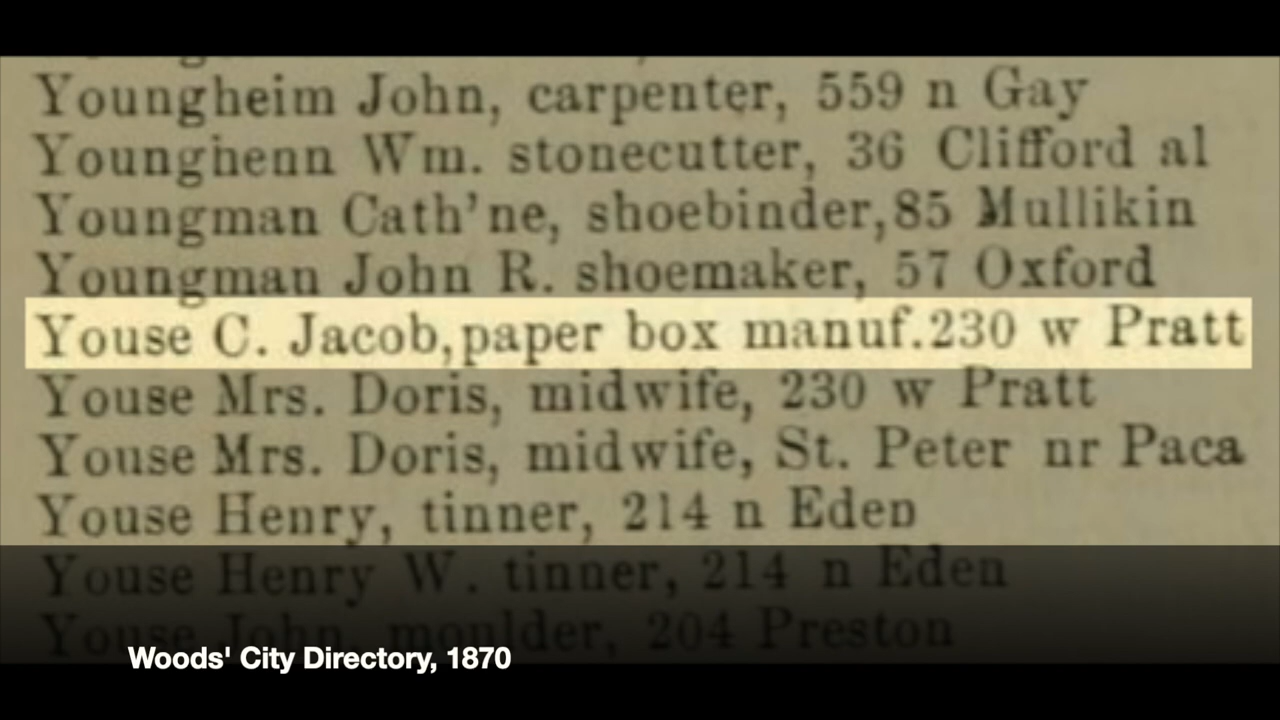 Youngheim John, carpenter, 559 n Gay
Younghenn Wm. stonecutter, 36 Clifford al
Youngman Cath'ne, shoebinder,85 Mullikin
Youngman John R. shoemaker, 57 Oxford
Youse C. Jacob,paper box manuf.230 w Pratt
Youse Mrs. Doris, midwife, 230 w Pratt
Youse Mrs. Doris, midwife, St. Peter nr Paca
Youse Henry, tinner, 214 n Eden
Youse Henry W. tinner, 214 n Eden
Youse John, moulder, 204 Preston
Woods' City Directory, 1870